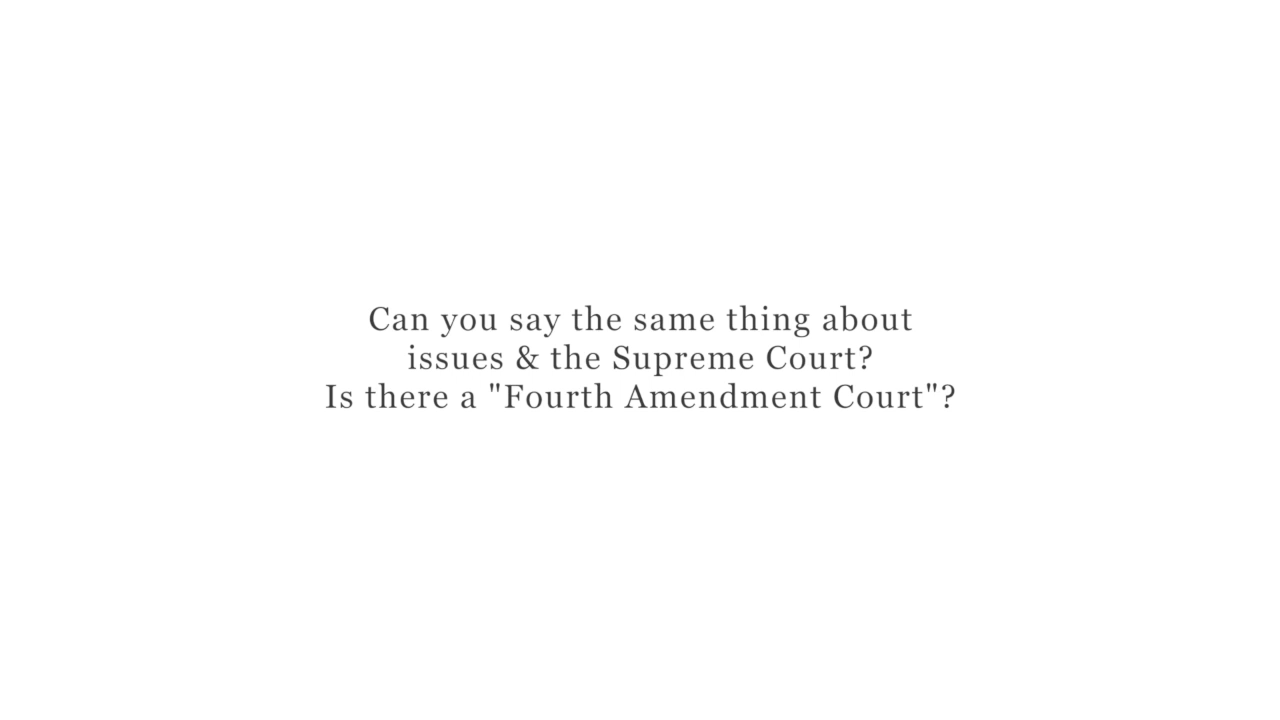 Can you say the same thing about
issues & the Supreme Court?
Is there a "Fourth Amendment Court"?